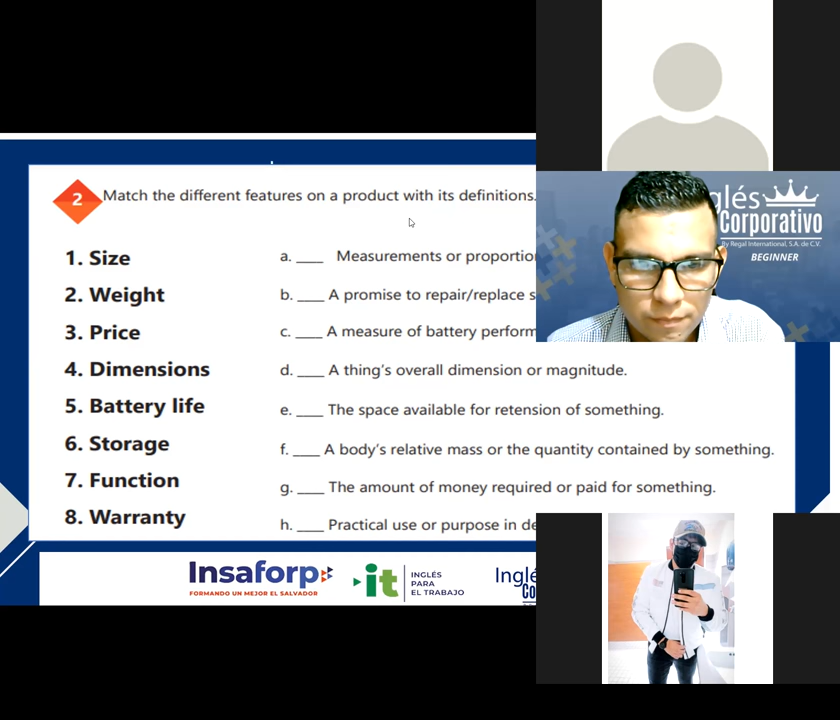 2
Match the different features on a product with its definitions.
1. Size
2. Weight
3. Price
4. Dimensions
5. Battery life
6. Storage
7. Function
8. Warranty
a. ____ Measurements or
b. ____ A promise to repair/replace
c. ____ A measure of battery
d. ____ A thing's overall dimension or magnitude.
e. ____ The space available for retention of something.
f. ____ A body's relative mass or the quantity contained by something.
g. ____ The amount of money required or paid for something.
h. ____ Practical use or purpose in
Insaforp
FORMANDO UN MEJOR EL SALVADOR
it
INGLÉS
PARA
EL TRABAJO
Corporativo
By Regal International, S.A. de C.V.
BEGINNER